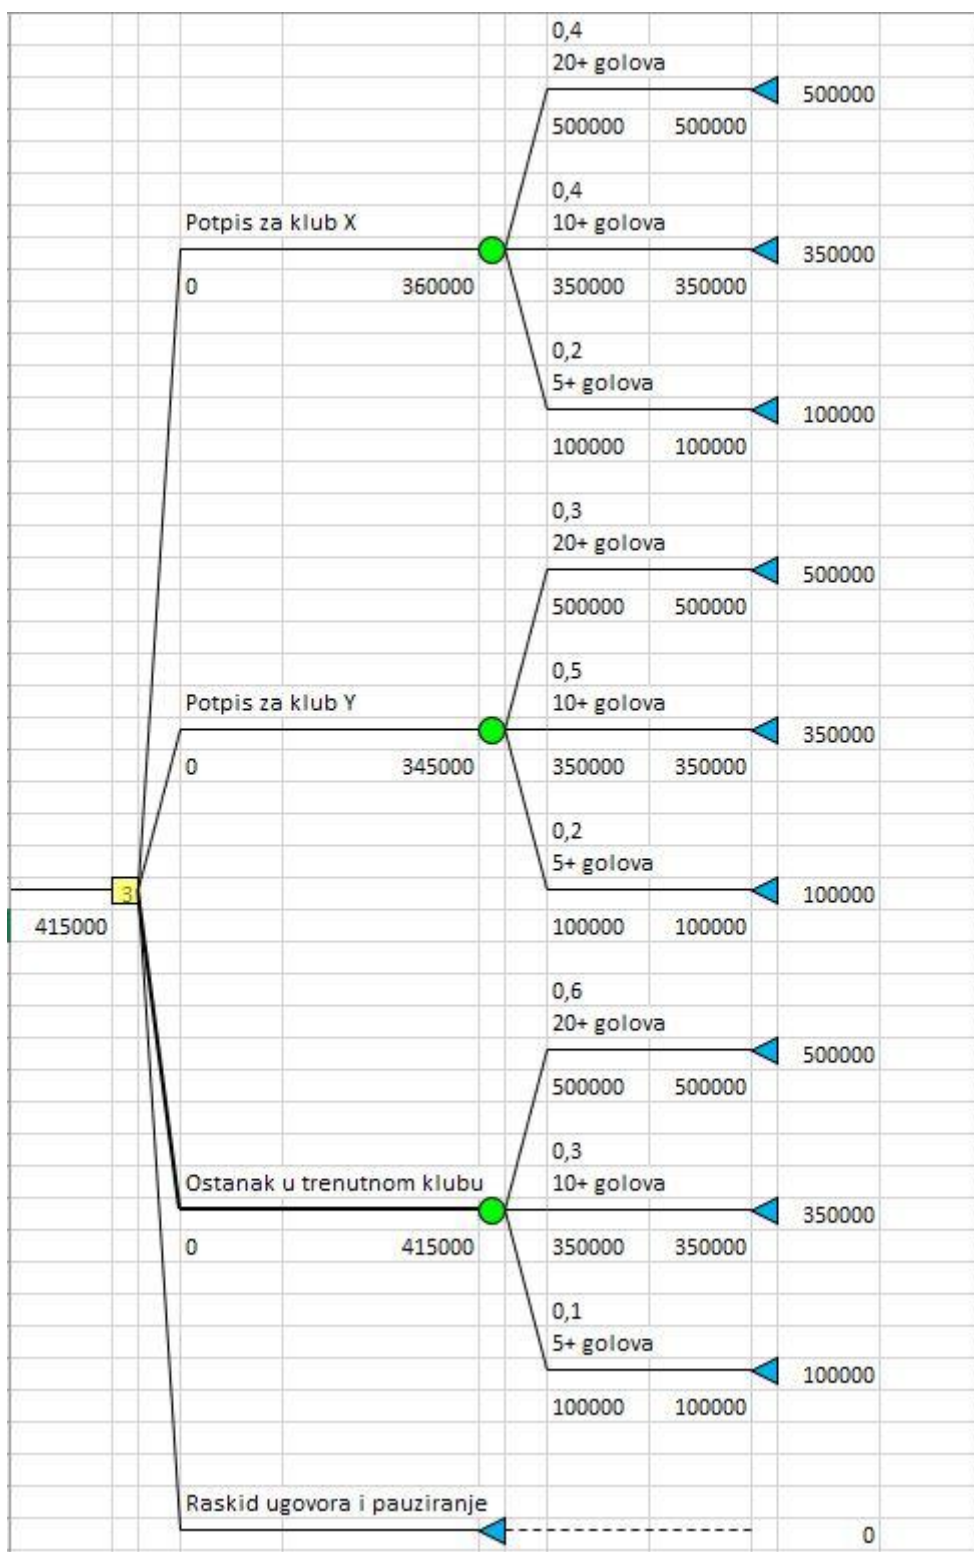 0,4
20+ golova
500000
500000 500000
0,4
Potpis za klub X 10+ golova
350000
0 360000 350000 350000
0,2
5+ golova
100000
100000 100000
0,3
20+ golova
500000
500000 500000
0,5
Potpis za klub Y 10+ golova
350000
0 345000 350000 350000
0,2
5+ golova
3 100000
415000 100000 100000
0,6
20+ golova
500000
500000 500000
0,3
Ostanak u trenutnom klubu 10+ golova
350000
0 415000 350000 350000
0,1
5+ golova
100000
100000 100000
Raskid ugovora i pauziranje
0